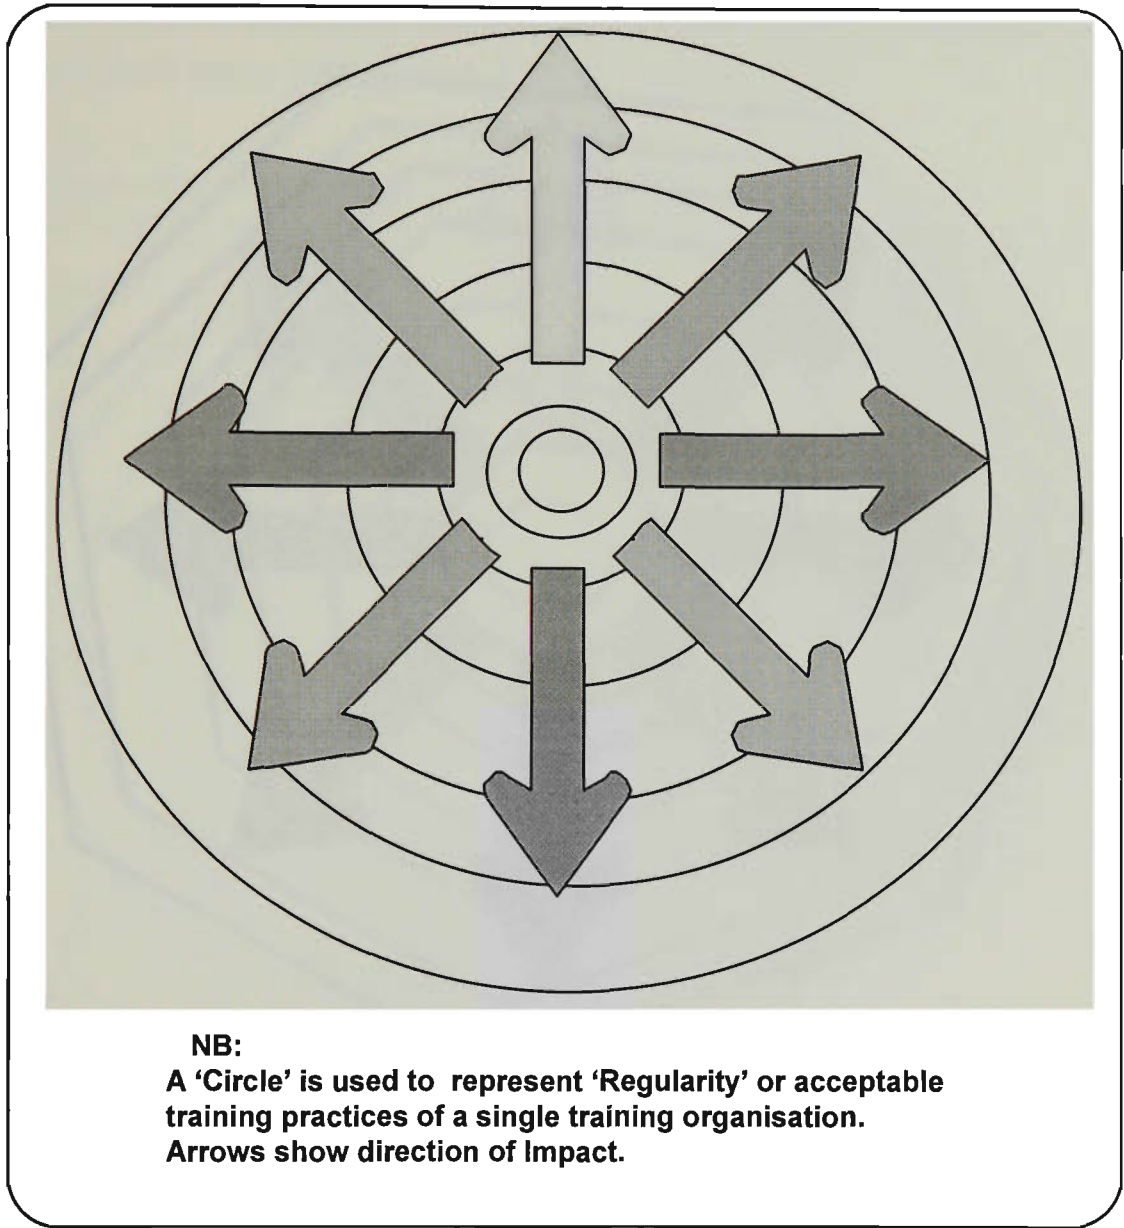 NB:
A ‘Circle’ is used to represent ‘Regularity’ or acceptable
training practices of a single training organisation.
Arrows show direction of Impact.